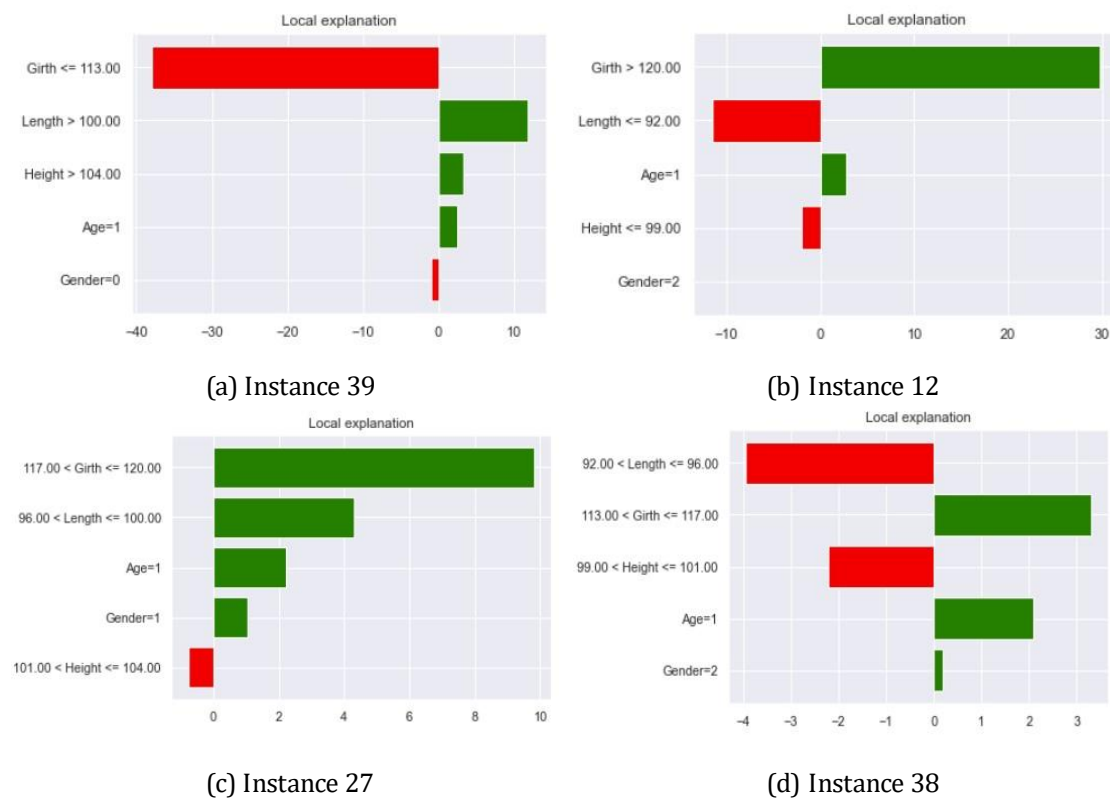 Local explanation
Girth <= 113.00
Length > 100.00
Height > 104.00
Age=1
Gender=0
−40 −30 −20 −10 0 10
(a) Instance 39
Local explanation
Girth > 120.00
Length <= 92.00
Age=1
Height <= 99.00
Gender=2
−10 0 10 20 30
(b) Instance 12
Local explanation
117.00 < Girth <= 120.00
96.00 < Length <= 100.00
Age=1
Gender=1
101.00 < Height <= 104.00
0 2 4 6 8 10
(c) Instance 27
Local explanation
92.00 < Length <= 96.00
113.00 < Girth <= 117.00
99.00 < Height <= 101.00
Age=1
Gender=2
−4 −3 −2 −1 0 1 2 3
(d) Instance 38